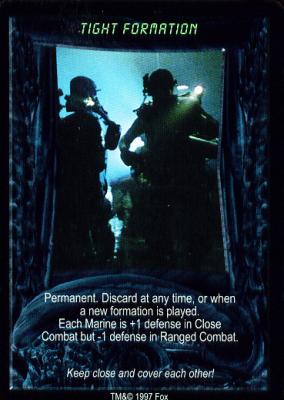 TIGHT FORMATION
Permanent. Discard at any time, or when
a new formation is played.
Each Marine is +1 defense in Close
Combat but -1 defense in Ranged Combat.
Keep close and cover each other!
TM&© 1997 Fox